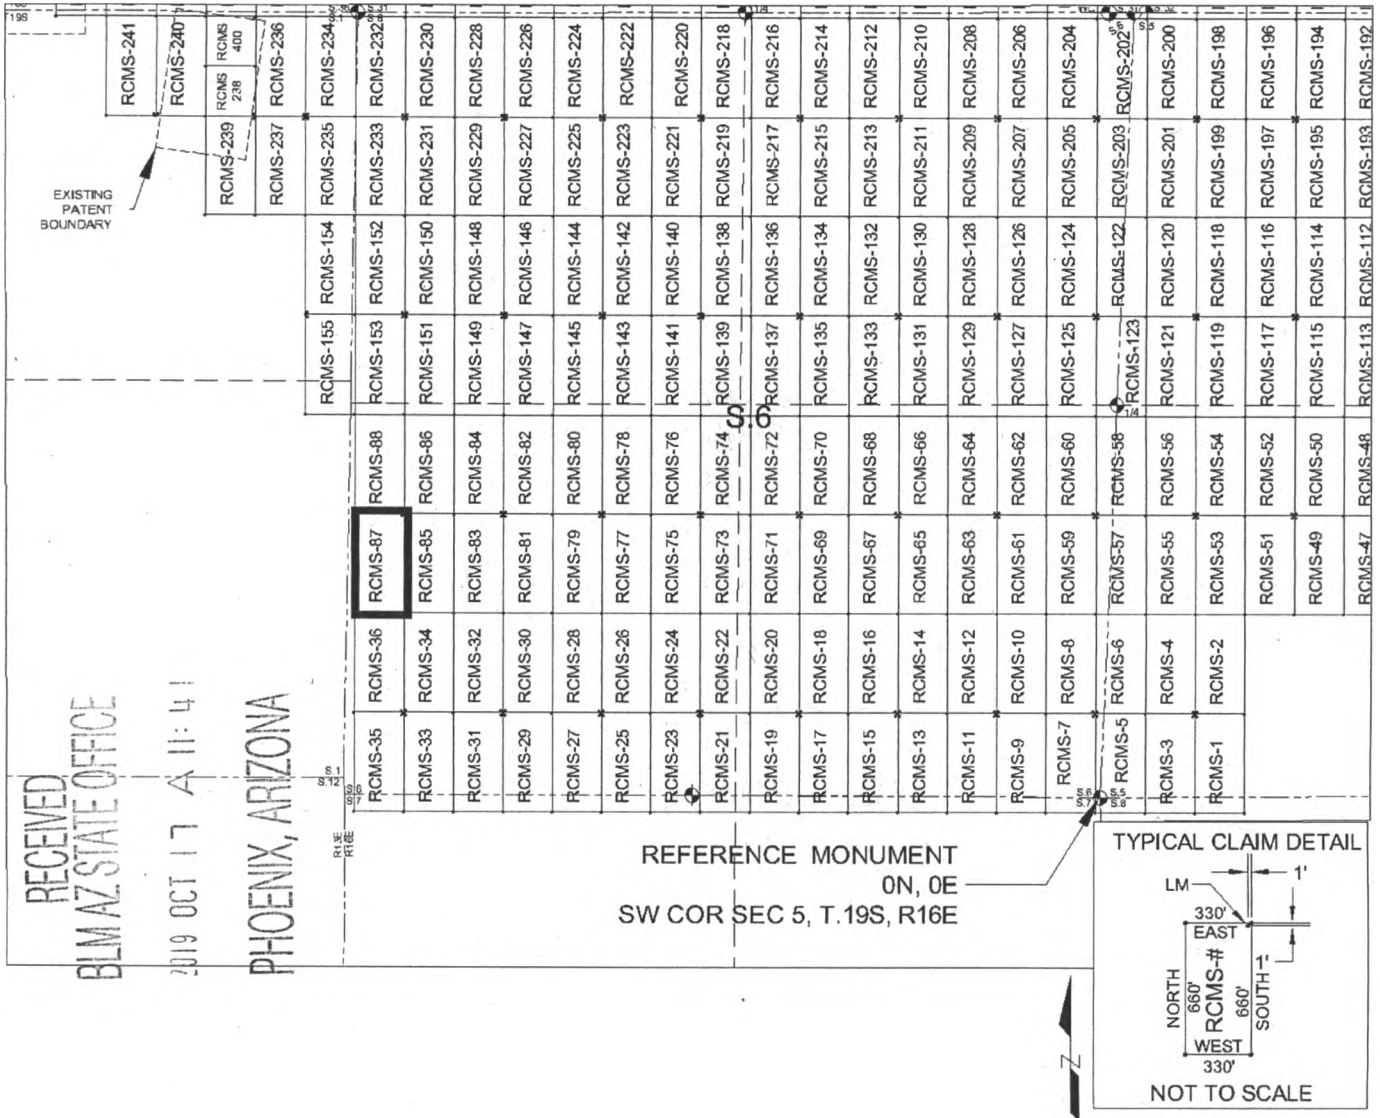 T19S
S.1
S.6
1/4
S.5
RCMS-241
RCMS-240
RCMS 400
RCMS 238
RCMS-236
RCMS-234
RCMS-232
RCMS-230
RCMS-228
RCMS-226
RCMS-224
RCMS-222
RCMS-220
RCMS-218
RCMS-216
RCMS-214
RCMS-212
RCMS-210
RCMS-208
RCMS-206
RCMS-204
RCMS-202
RCMS-200
RCMS-198
RCMS-196
RCMS-194
RCMS-192
RCMS-239
RCMS-237
RCMS-235
RCMS-233
RCMS-231
RCMS-229
RCMS-227
RCMS-225
RCMS-223
RCMS-221
RCMS-219
RCMS-217
RCMS-215
RCMS-213
RCMS-211
RCMS-209
RCMS-207
RCMS-205
RCMS-203
RCMS-201
RCMS-199
RCMS-197
RCMS-195
RCMS-193
EXISTING
PATENT
BOUNDARY
RCMS-154
RCMS-152
RCMS-150
RCMS-148
RCMS-146
RCMS-144
RCMS-142
RCMS-140
RCMS-138
RCMS-136
RCMS-134
RCMS-132
RCMS-130
RCMS-128
RCMS-126
RCMS-124
RCMS-122
RCMS-120
RCMS-118
RCMS-116
RCMS-114
RCMS-112
RCMS-155
RCMS-153
RCMS-151
RCMS-149
RCMS-147
RCMS-145
RCMS-143
RCMS-141
RCMS-139
RCMS-137
RCMS-135
RCMS-133
RCMS-131
RCMS-129
RCMS-127
RCMS-125
RCMS-123
RCMS-121
RCMS-119
RCMS-117
RCMS-115
RCMS-113
S.6
1/4
RCMS-88
RCMS-86
RCMS-84
RCMS-82
RCMS-80
RCMS-78
RCMS-76
RCMS-74
RCMS-72
RCMS-70
RCMS-68
RCMS-66
RCMS-64
RCMS-62
RCMS-60
RCMS-58
RCMS-56
RCMS-54
RCMS-52
RCMS-50
RCMS-48
RCMS-87
RCMS-85
RCMS-83
RCMS-81
RCMS-79
RCMS-77
RCMS-75
RCMS-73
RCMS-71
RCMS-69
RCMS-67
RCMS-65
RCMS-63
RCMS-61
RCMS-59
RCMS-57
RCMS-55
RCMS-53
RCMS-51
RCMS-49
RCMS-47
RCMS-36
RCMS-34
RCMS-32
RCMS-30
RCMS-28
RCMS-26
RCMS-24
RCMS-22
RCMS-20
RCMS-18
RCMS-16
RCMS-14
RCMS-12
RCMS-10
RCMS-8
RCMS-6
RCMS-4
RCMS-2
RCMS-35
RCMS-33
RCMS-31
RCMS-29
RCMS-27
RCMS-25
RCMS-23
RCMS-21
RCMS-19
RCMS-17
RCMS-15
RCMS-13
RCMS-11
RCMS-9
RCMS-7
RCMS-5
RCMS-3
RCMS-1
S.1
S.12
S.6
S.7
S.6
S.7
S.5
S.8
R16E
RECEIVED
BLM AZ STATE OFFICE
2019 OCT 17 A 11: 41
PHOENIX, ARIZONA
REFERENCE MONUMENT
0N, 0E
SW COR SEC 5, T.19S, R16E
TYPICAL CLAIM DETAIL
LM
1'
330'
EAST
1'
NORTH
660'
RCMS-#
660'
SOUTH
WEST
330'
NOT TO SCALE
Z